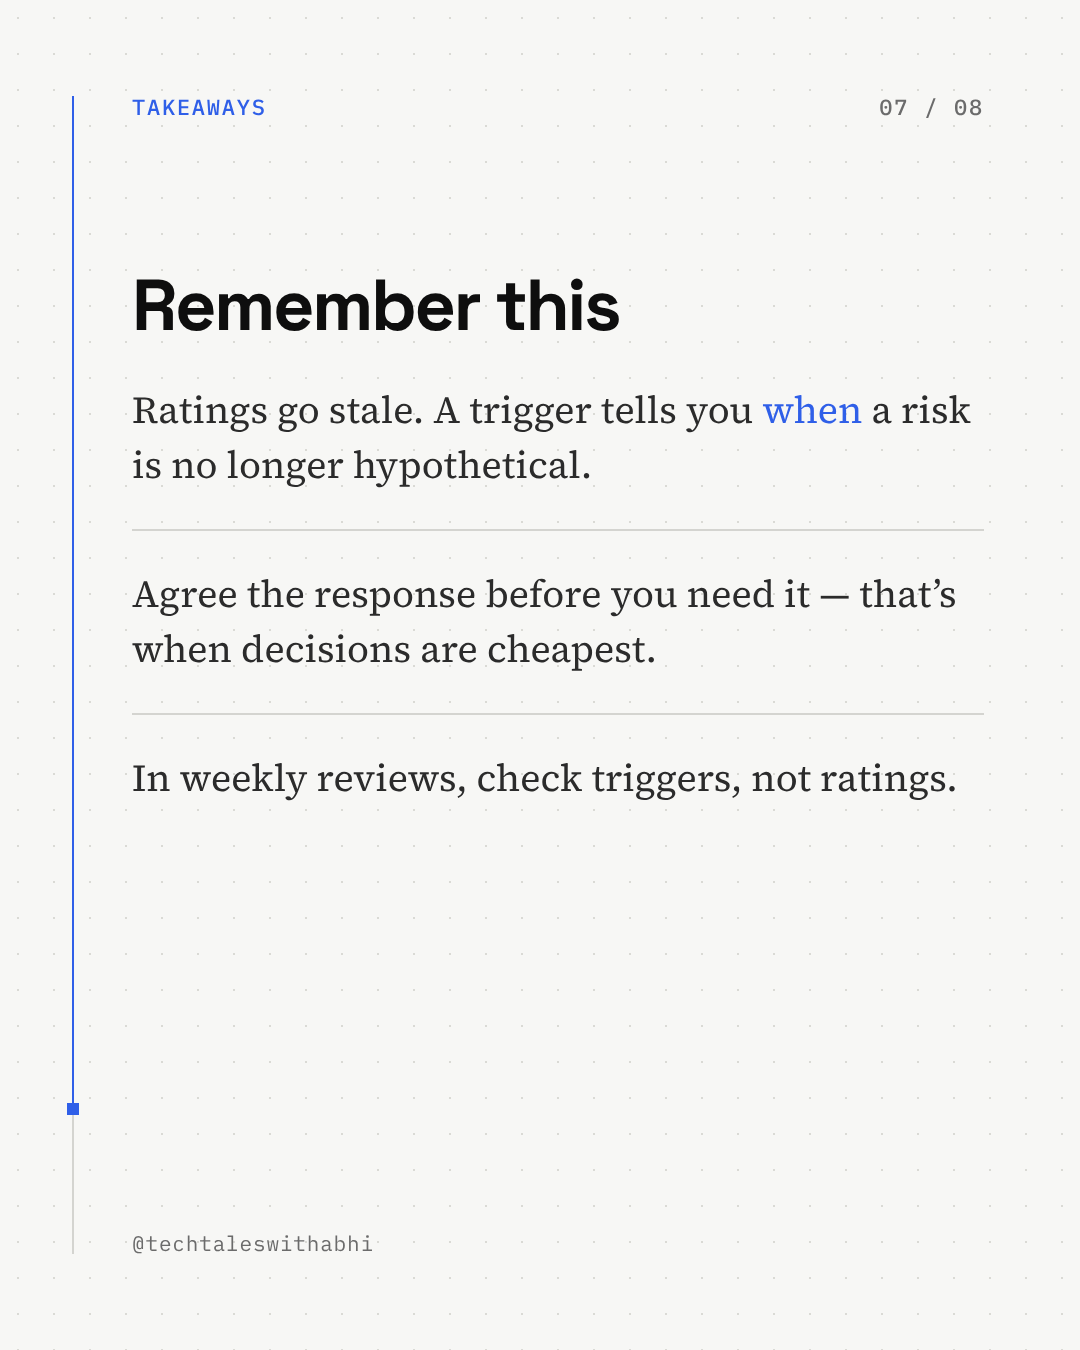 TAKEAWAYS
07 / 08
Remember this
Ratings go stale. A trigger tells you when a risk
is no longer hypothetical.
Agree the response before you need it — that’s
when decisions are cheapest.
In weekly reviews, check triggers, not ratings.
@techtaleswithabhi